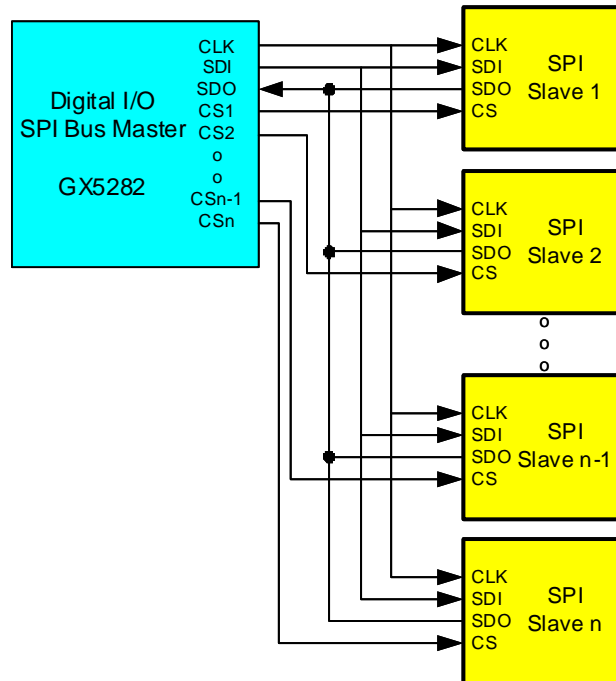 CLK
SDI
SDO
CS1
CS2
o
o
CSn-1
CSn
Digital I/O
SPI Bus Master
GX5282
CLK
SDI
SDO
CS
SPI
Slave 1
CLK
SDI
SDO
CS
SPI
Slave 2
o
o
o
CLK
SDI
SDO
CS
SPI
Slave n-1
CLK
SDI
SDO
CS
SPI
Slave n